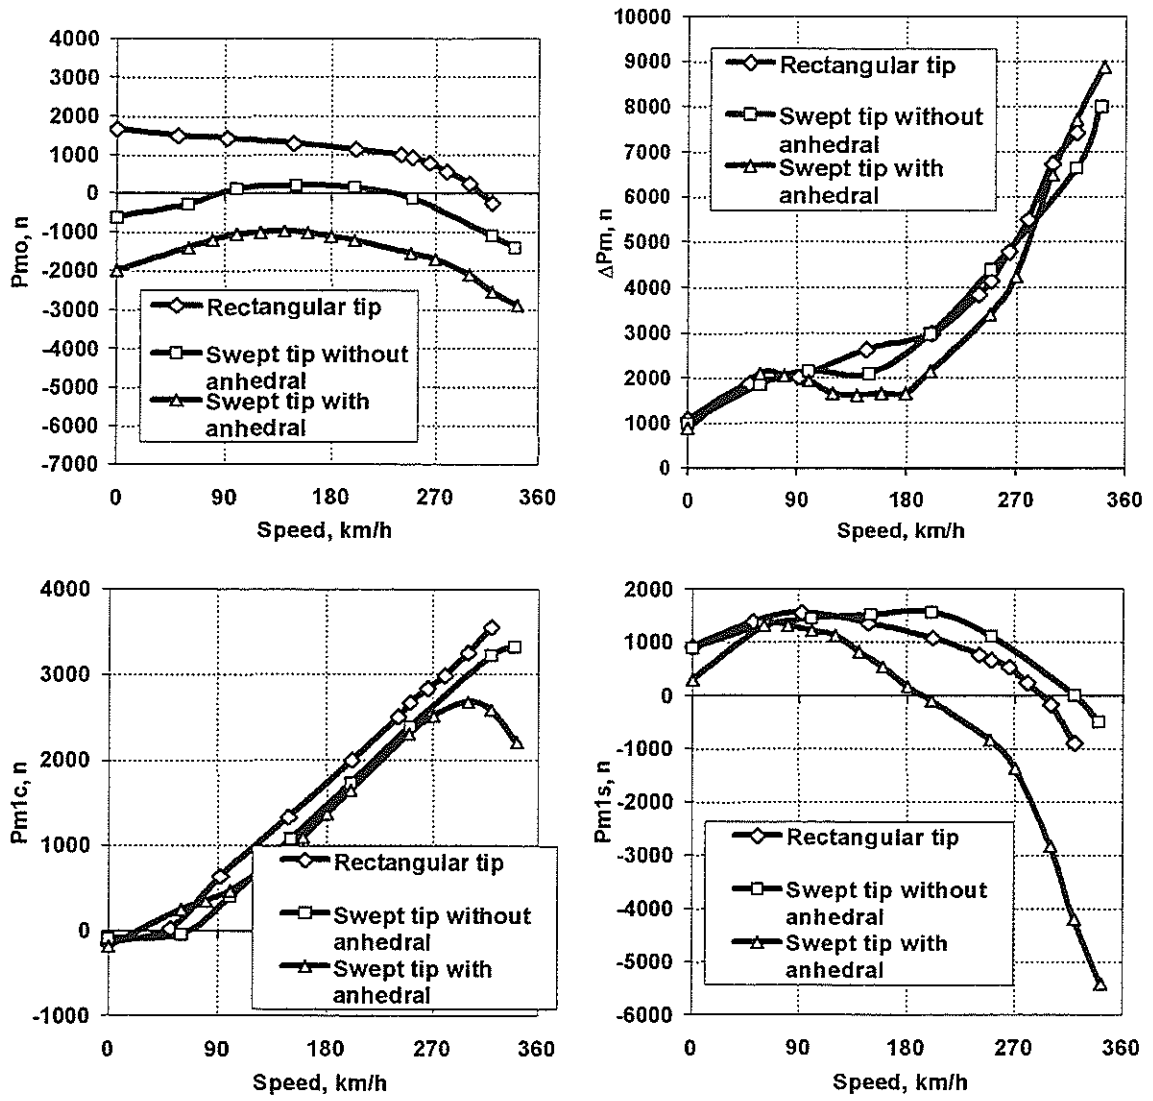 4000
3000
2000
1000
0
-1000
-2000
-3000
-4000
-5000
-6000
-7000
Pmo, n
Rectangular tip
Swept tip without
anhedral
Swept tip with
anhedral
0 90 180 270 360
Speed, km/h
10000
9000
8000
7000
6000
5000
4000
3000
2000
1000
0
ΔPm, n
Rectangular tip
Swept tip without
anhedral
Swept tip with
anhedral
0 90 180 270 360
Speed, km/h
4000
3000
2000
1000
0
-1000
Pm1c, n
Rectangular tip
Swept tip without
anhedral
Swept tip with
anhedral
0 90 180 270 360
Speed, km/h
2000
1000
0
-1000
-2000
-3000
-4000
-5000
-6000
Pm1s, n
Rectangular tip
Swept tip without
anhedral
Swept tip with
anhedral
0 90 180 270 360
Speed, km/h